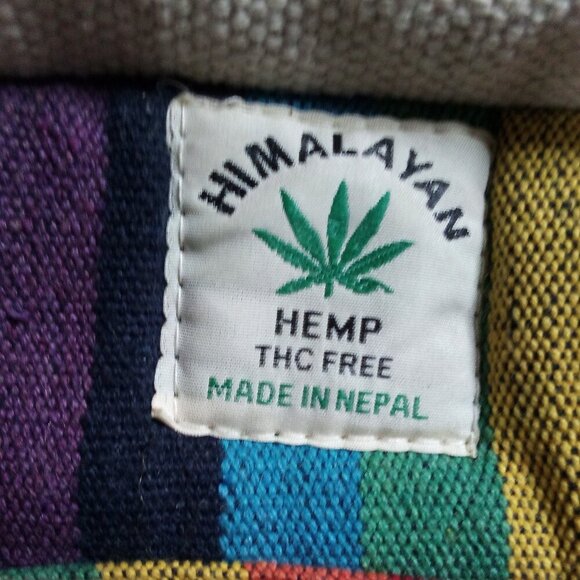 HIMALAYAN
HEMP
THC FREE
MADE IN NEPAL